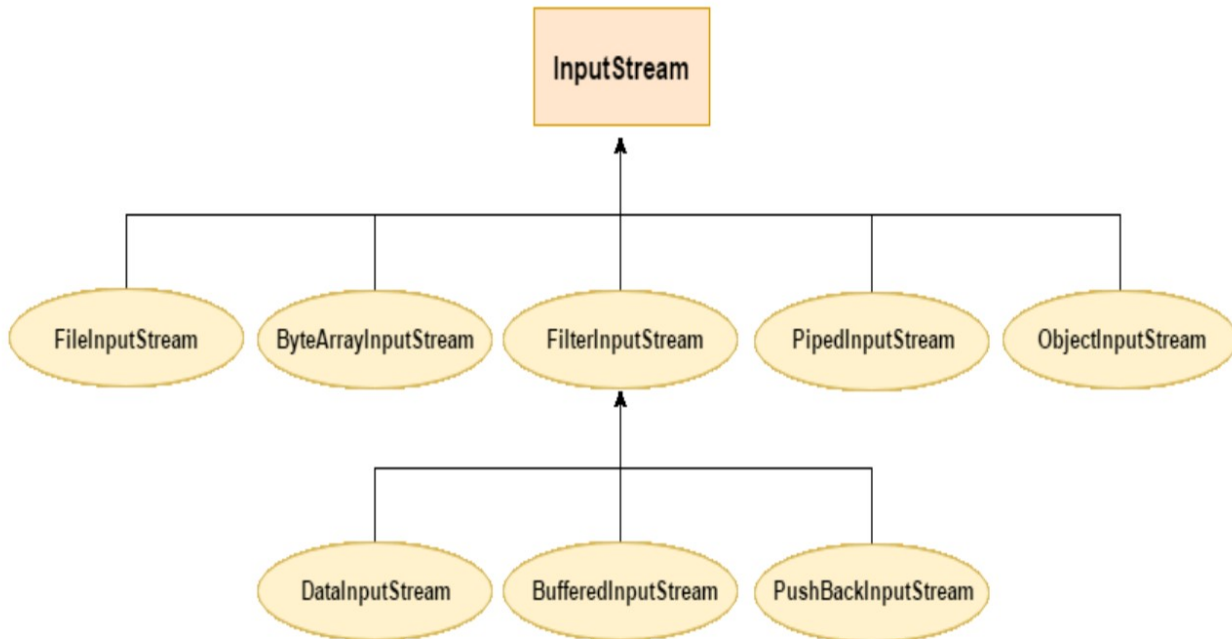 InputStream
FileInputStream
ByteArrayInputStream
FilterInputStream
PipedInputStream
ObjectInputStream
DataInputStream
BufferedInputStream
PushBackInputStream